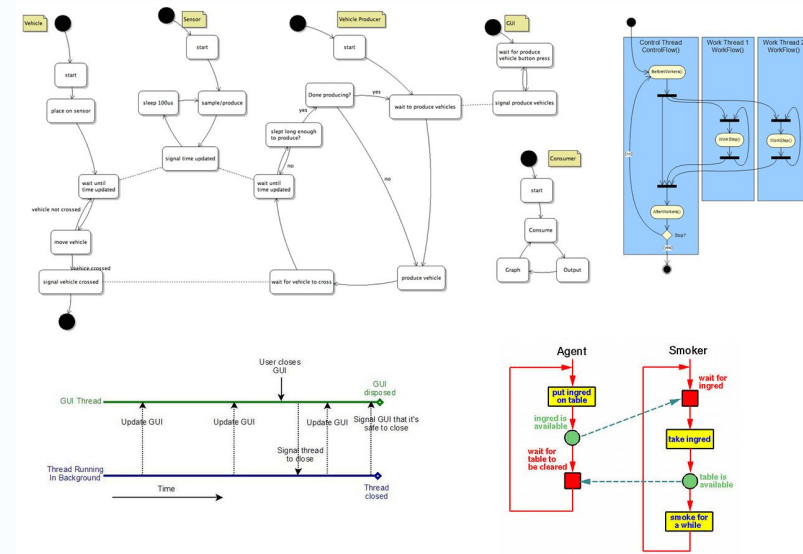 Vehicle
start
place on sensor
wait until
time updated
vehicle not crossed
move vehicle
vehicle crossed
signal vehicle crossed
Sensor
start
sleep 100us
sample/produce
signal time updated
Vehicle Producer
start
Done producing?
yes
wait to produce vehicles
yes
slept long enough
to produce?
no
no
wait until
time updated
wait for vehicle to cross
produce vehicle
GUI
wait for produce
vehicle button press
signal produce vehicles
Consumer
start
Consume
Graph
Output
Control Thread
ControlFlow()
Work Thread 1
WorkFlow()
Work Thread 2
WorkFlow()
BeforeWorkers()
WorkStep()
WorkStep()
AfterWorkers()
Stop?
[no]
[yes]
User closes
GUI
GUI
disposed
GUI Thread
Update GUI
Update GUI
Update GUI
Signal GUI that it's
safe to close
Signal thread
to close
Thread Running
In Background
Time
Thread
closed
Agent
put ingred
on table
ingred is
available
wait for
table to
be cleared
Smoker
wait for
ingred
take ingred
table is
available
smoke for
a while